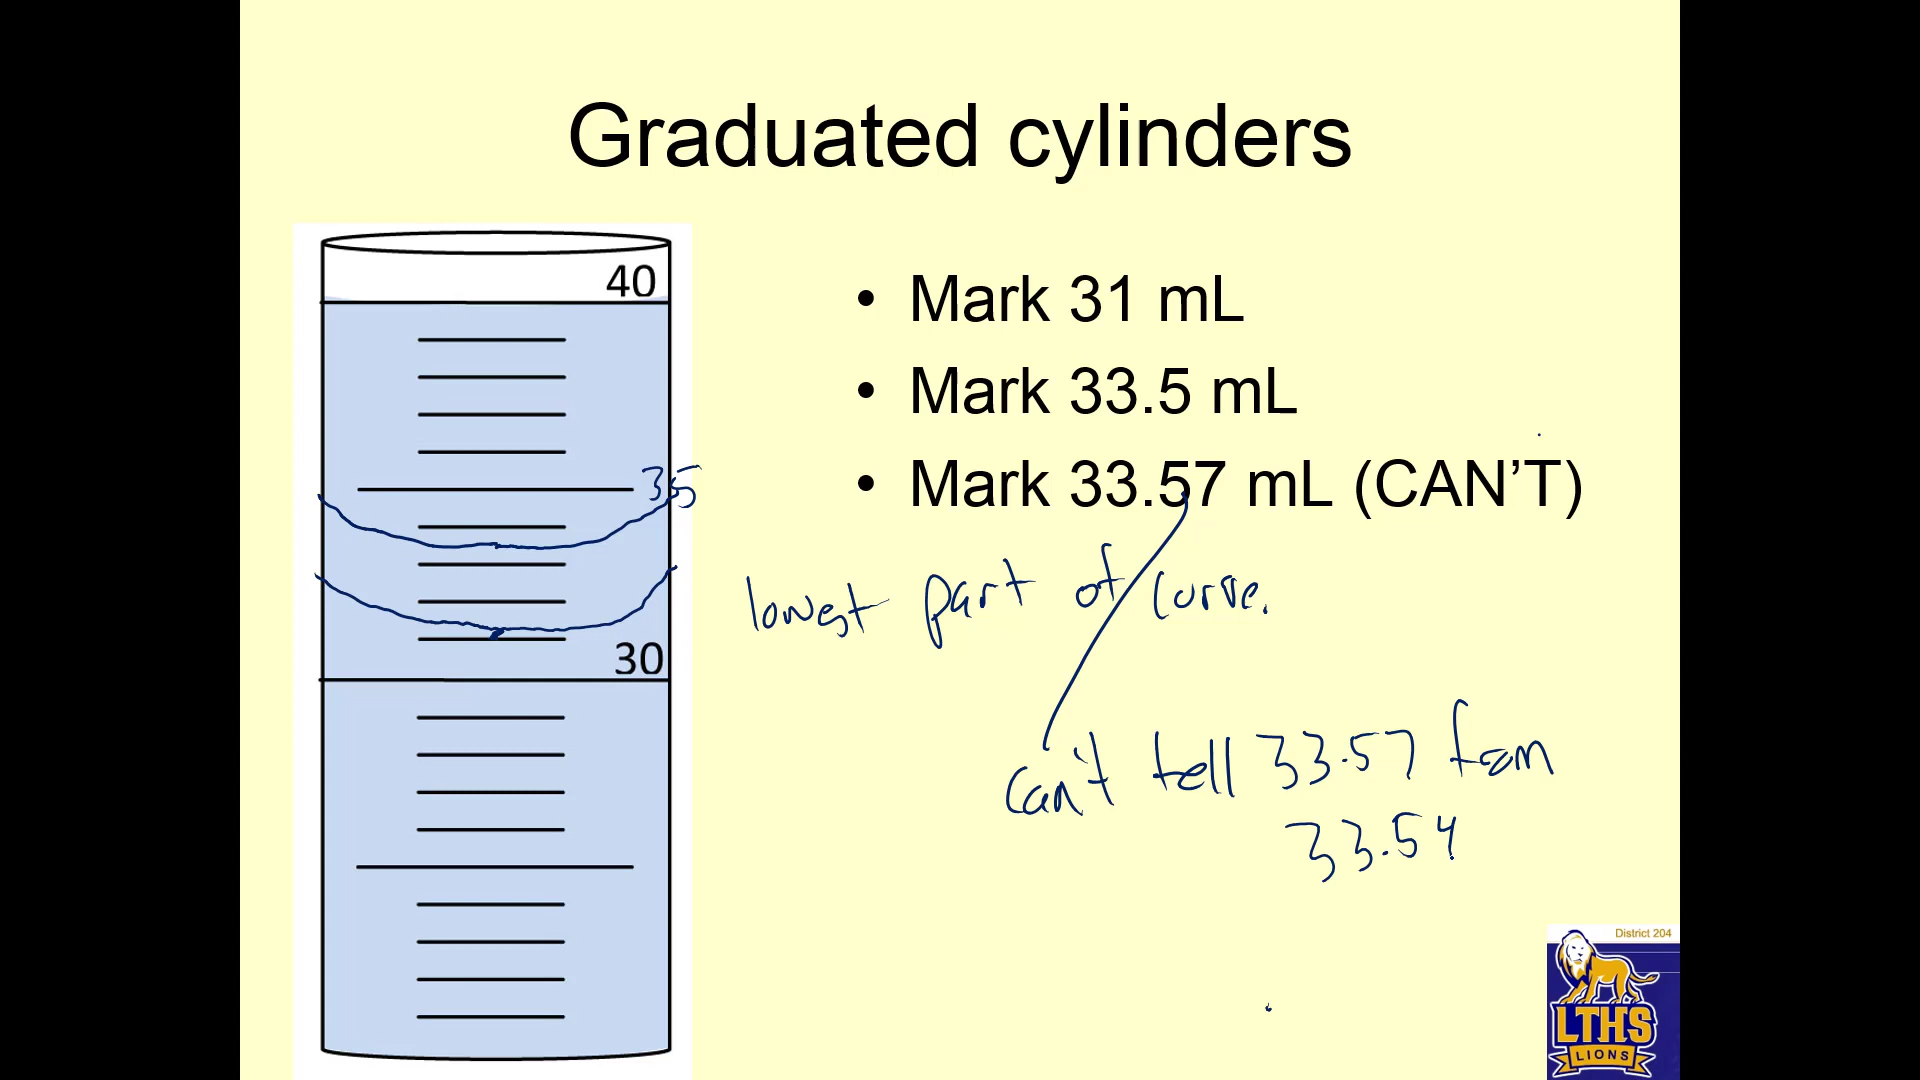 Graduated cylinders
40
35
30
• Mark 31 mL
• Mark 33.5 mL
• Mark 33.57 mL (CAN’T)
lowest part of curve.
can't tell 33.57 from
33.54
District 204
LTHS
LIONS